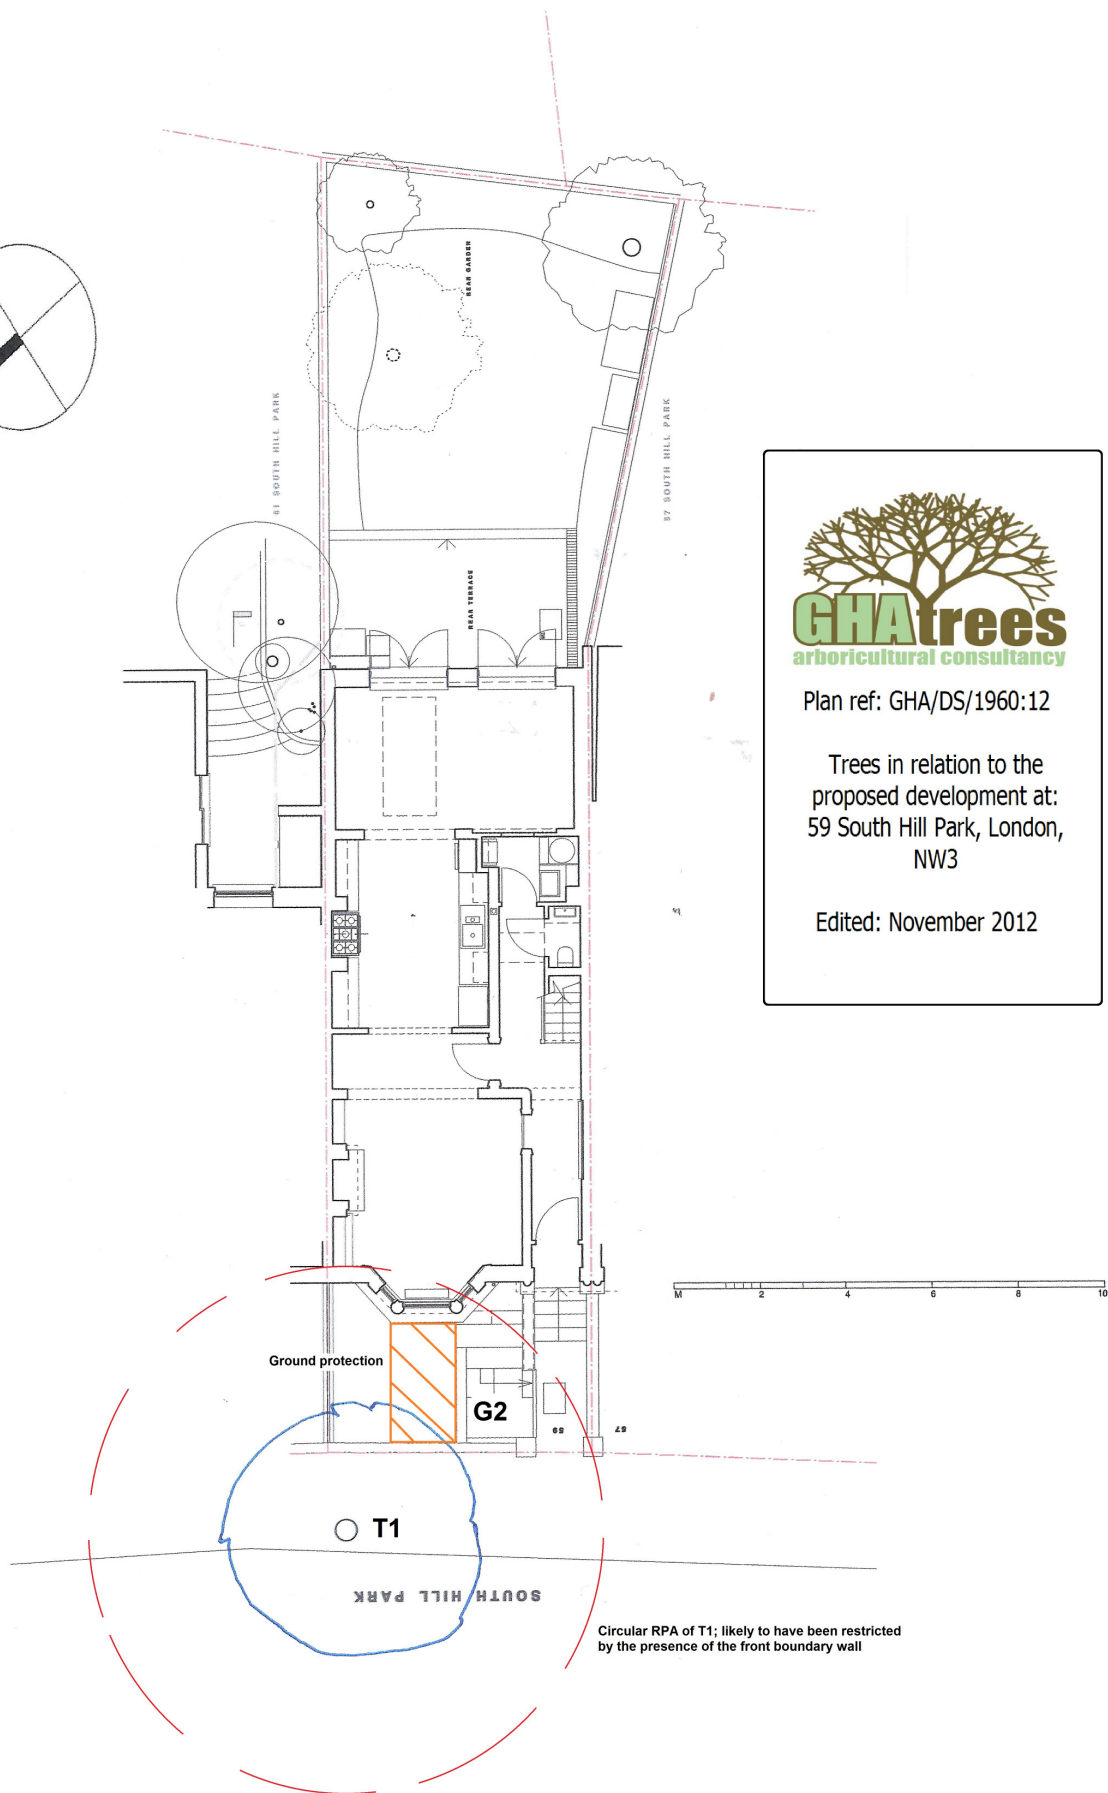 REAR GARDEN
61 SOUTH HILL PARK
57 SOUTH HILL PARK
REAR TERRACE
GHAtrees
arboricultural consultancy
Plan ref: GHA/DS/1960:12
Trees in relation to the
proposed development at:
59 South Hill Park, London,
NW3
Edited: November 2012
M 2 4 6 8 10
Ground protection
G2
59
57
T1
SOUTH HILL PARK
Circular RPA of T1; likely to have been restricted
by the presence of the front boundary wall